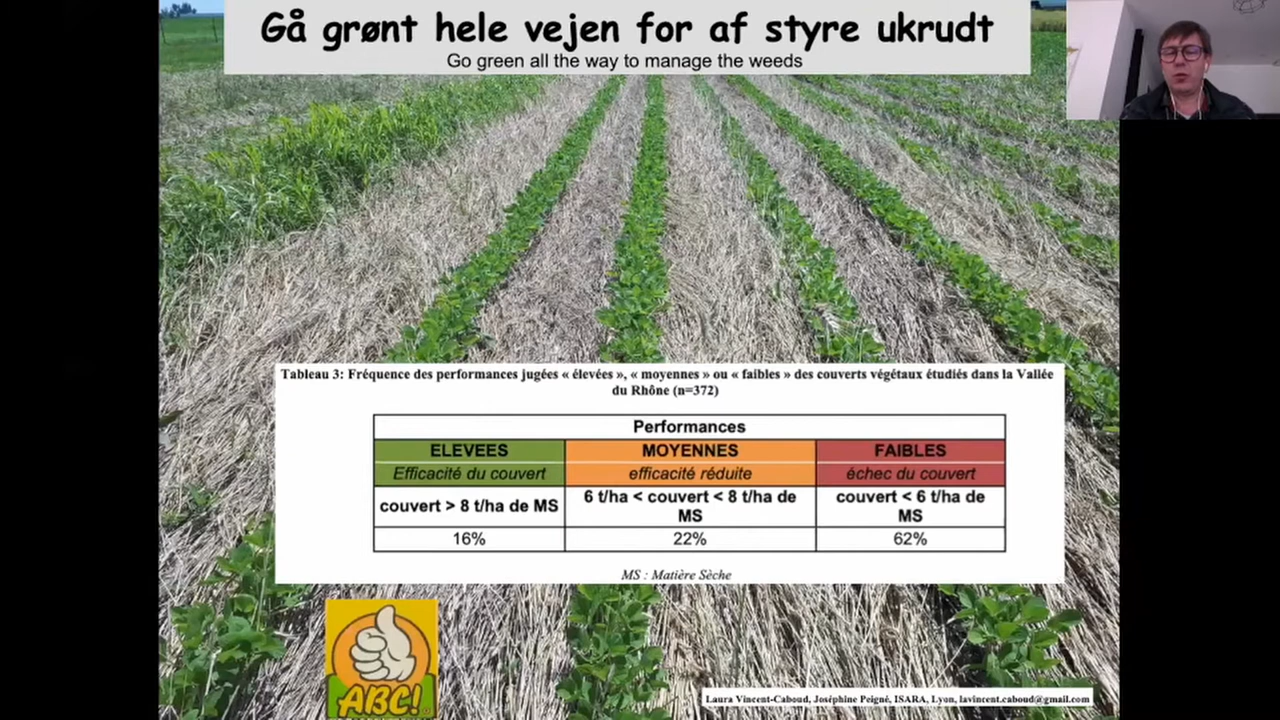 Gå grønt hele vejen for af styre ukrudt
Go green all the way to manage the weeds
Tableau 3: Fréquence des performances jugées « élevées », « moyennes » ou « faibles » des couverts végétaux étudiés dans la Vallée
du Rhône (n=372)
Performances
ELEVEES MOYENNES FAIBLES
Efficacité du couvert efficacité réduite échec du couvert
couvert > 8 t/ha de MS 6 t/ha < couvert < 8 t/ha de MS couvert < 6 t/ha de MS
16% 22% 62%
MS : Matière Sèche
ABC!
Laura Vincent-Caboud, Joséphine Peigné, ISARA, Lyon, lavincent.caboud@gmail.com